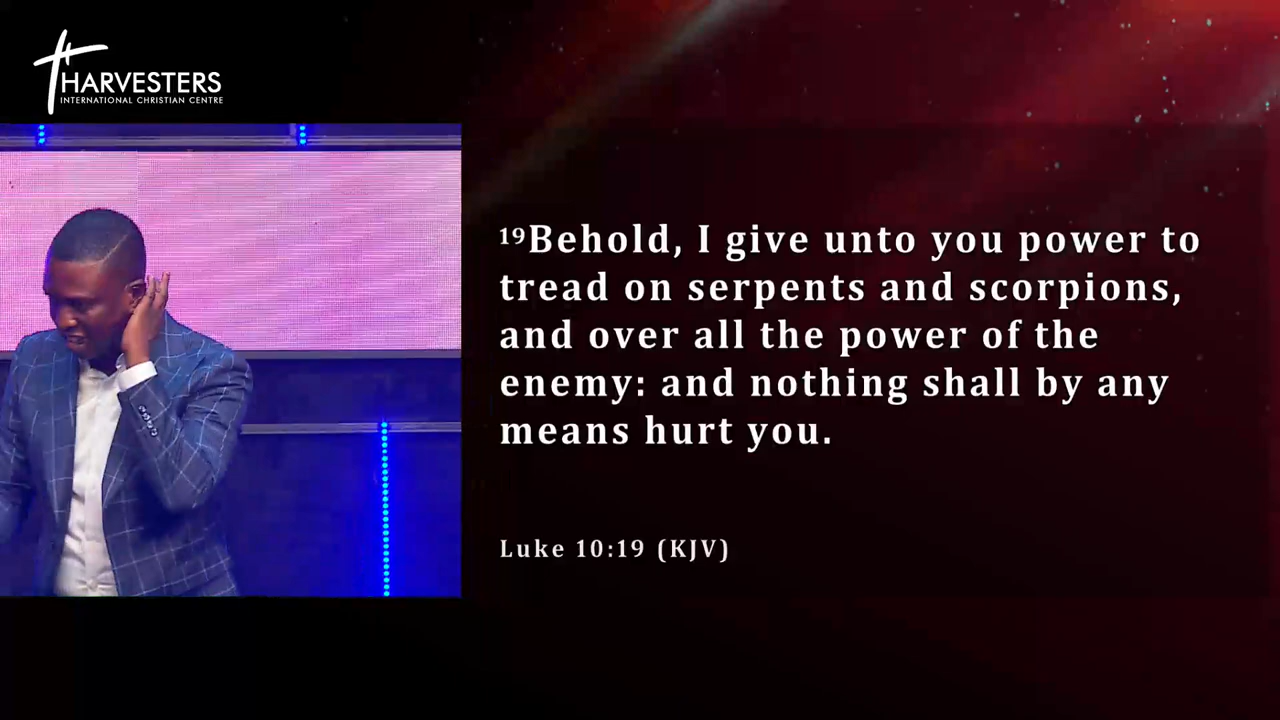 HARVESTERS
INTERNATIONAL CHRISTIAN CENTRE
19Behold, I give unto you power to
tread on serpents and scorpions,
and over all the power of the
enemy: and nothing shall by any
means hurt you.
Luke 10:19 (KJV)